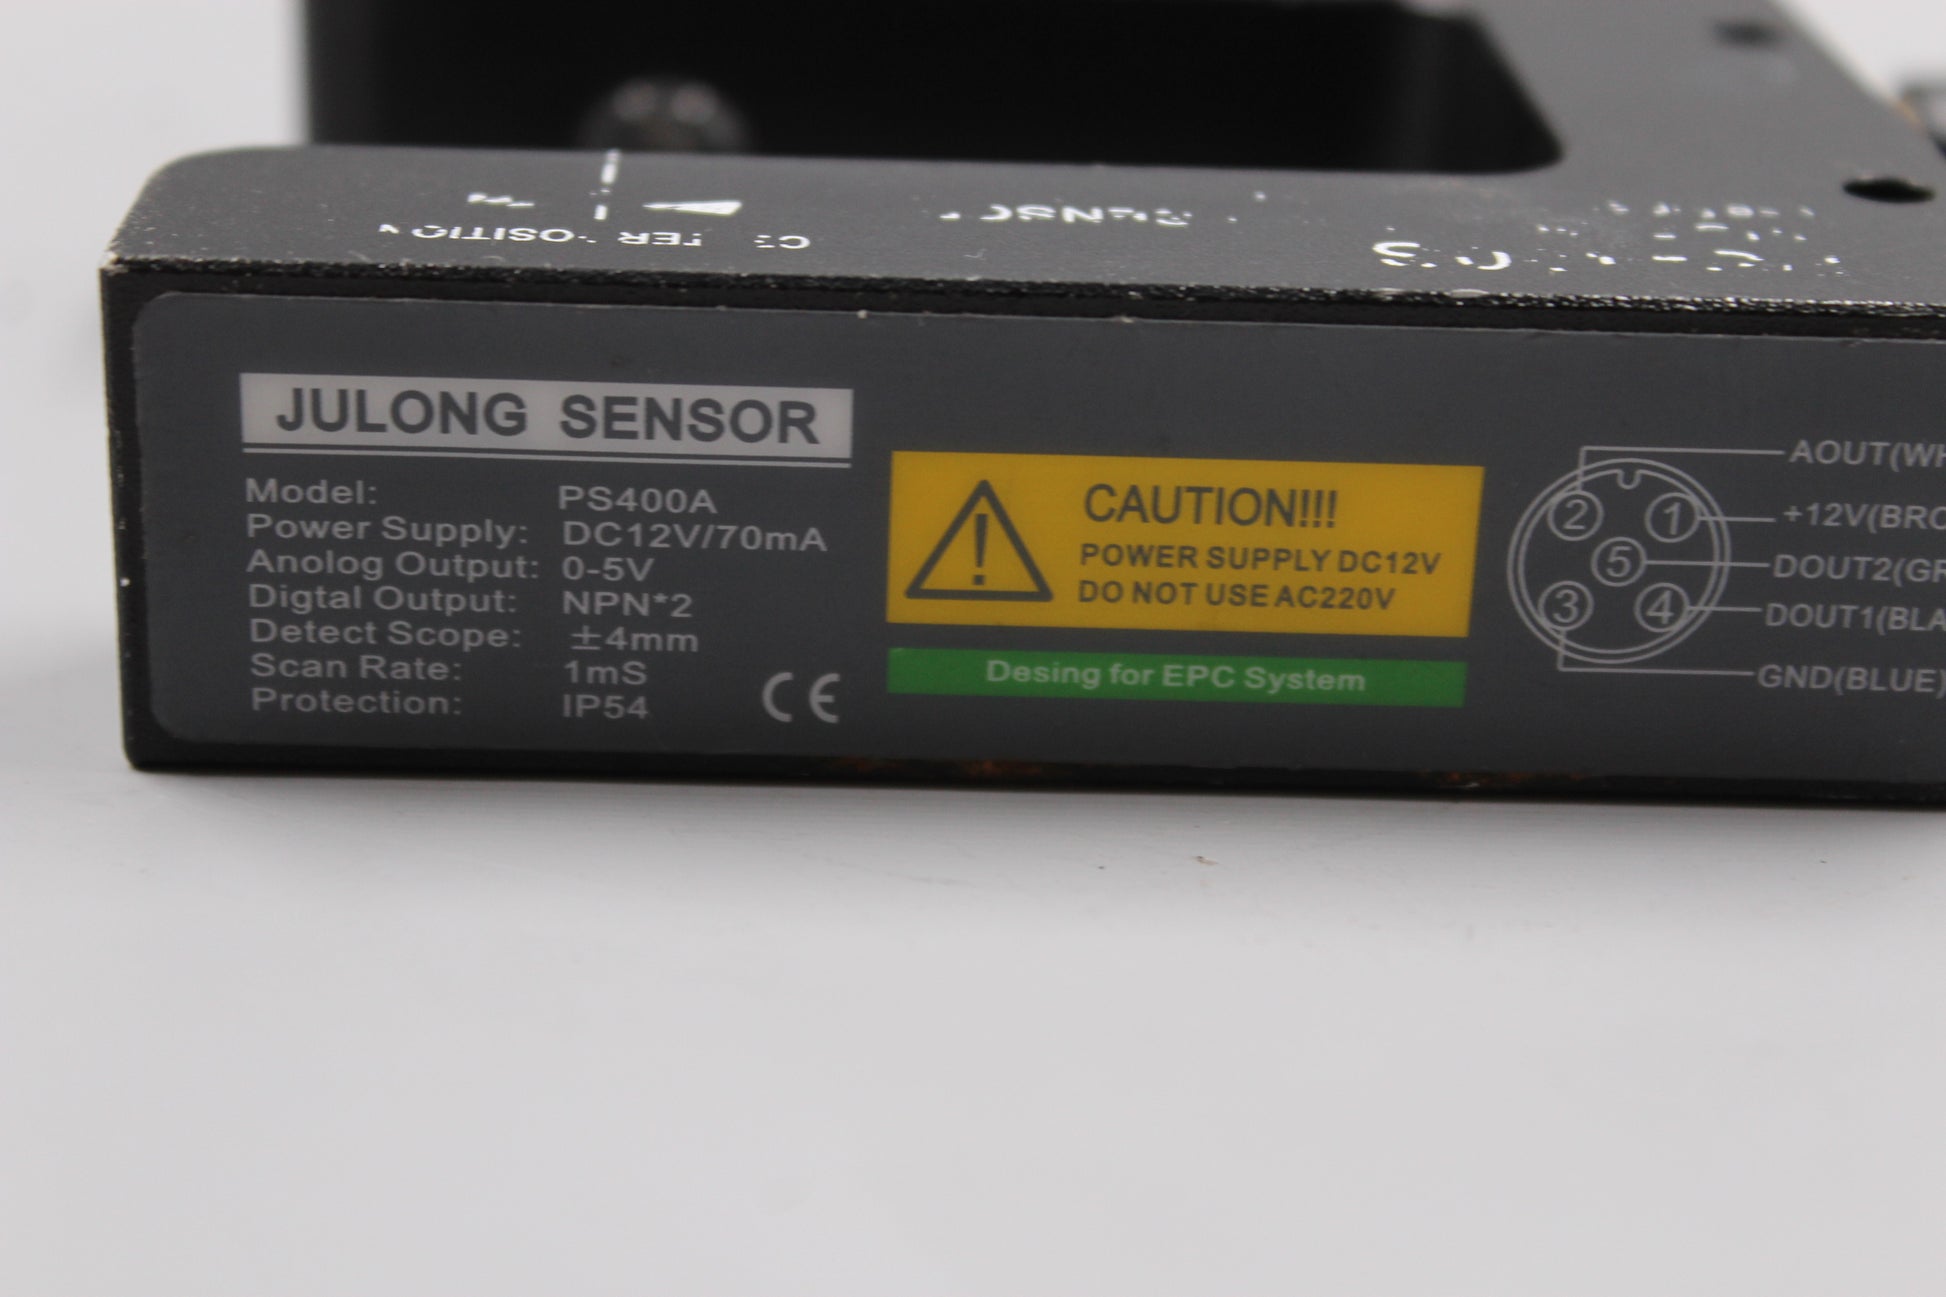 JULONG SENSOR
Model: PS400A
Power Supply: DC12V/70mA
Anolog Output: 0-5V
Digtal Output: NPN*2
Detect Scope: ±4mm
Scan Rate: 1mS
Protection: IP54
CE
CAUTION!!!
POWER SUPPLY DC12V
DO NOT USE AC220V
Desing for EPC System
AOUT(WH
+12V(BRO
DOUT2(GR
DOUT1(BLA
GND(BLUE)
2
1
5
3
4